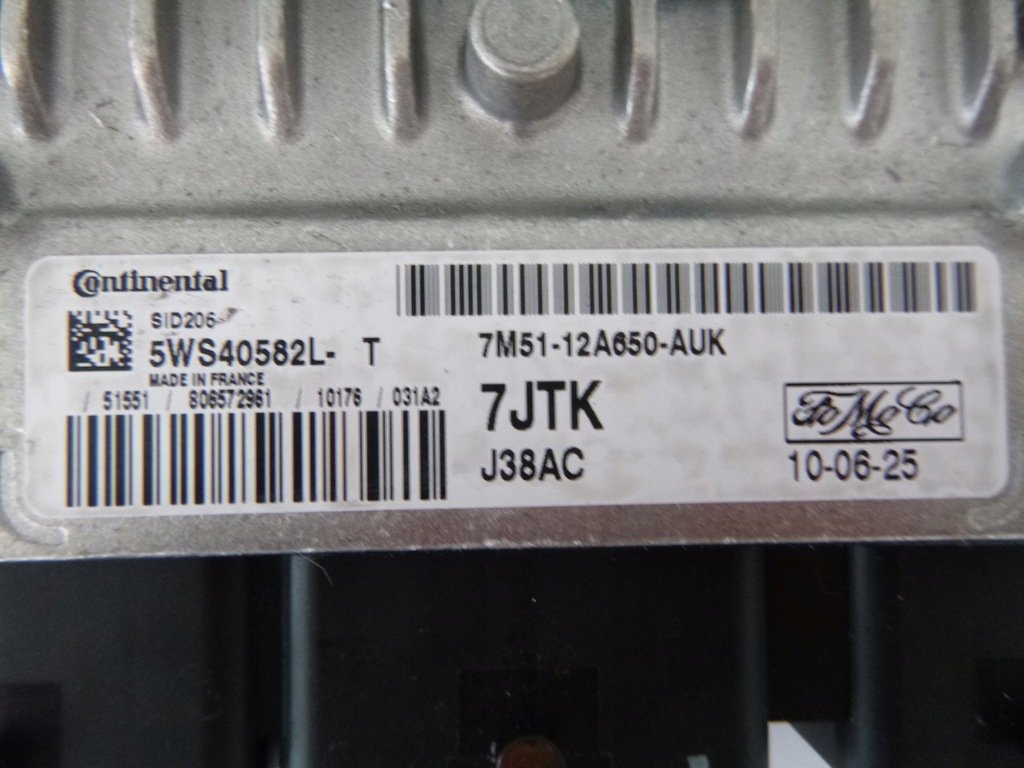 Continental
SID206
5WS40582L- T
MADE IN FRANCE
/ 51551 / 806572961 / 10176 / 031A2
7M51-12A650-AUK
7JTK
J38AC
FoMoCo
10-06-25